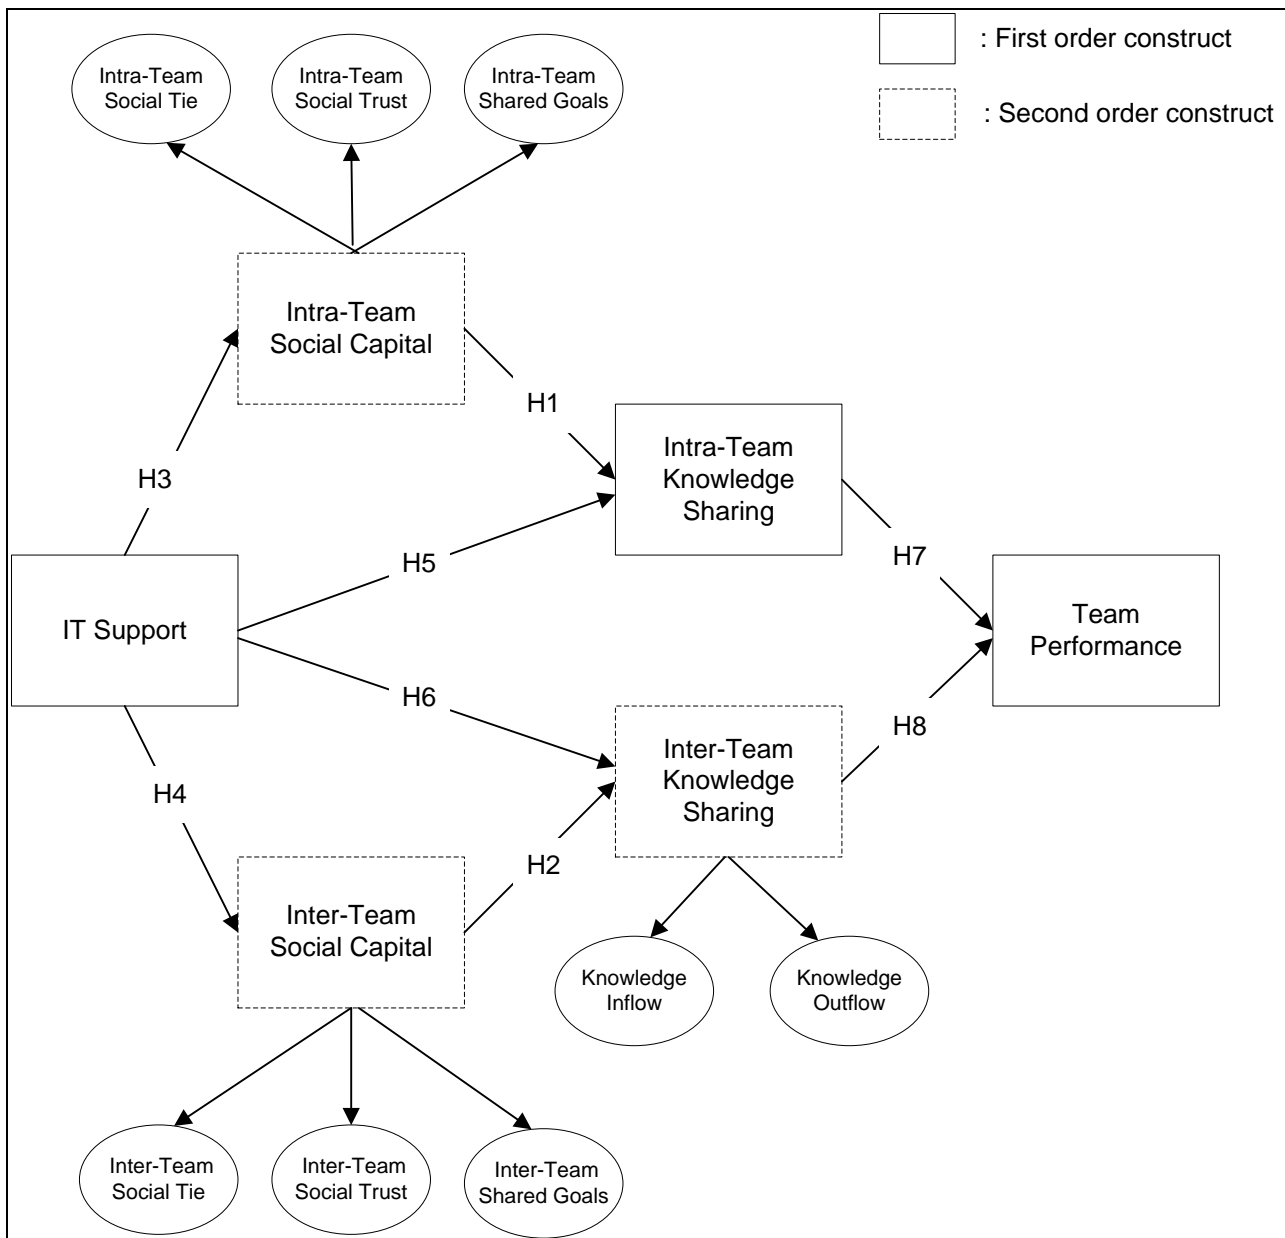 : First order construct
: Second order construct
Intra-Team
Social Tie
Intra-Team
Social Trust
Intra-Team
Shared Goals
Intra-Team
Social Capital
H1
H3
Intra-Team
Knowledge
Sharing
H5
H7
IT Support
Team
Performance
H6
H8
Inter-Team
Knowledge
Sharing
H4
H2
Inter-Team
Social Capital
Knowledge
Inflow
Knowledge
Outflow
Inter-Team
Social Tie
Inter-Team
Social Trust
Inter-Team
Shared Goals